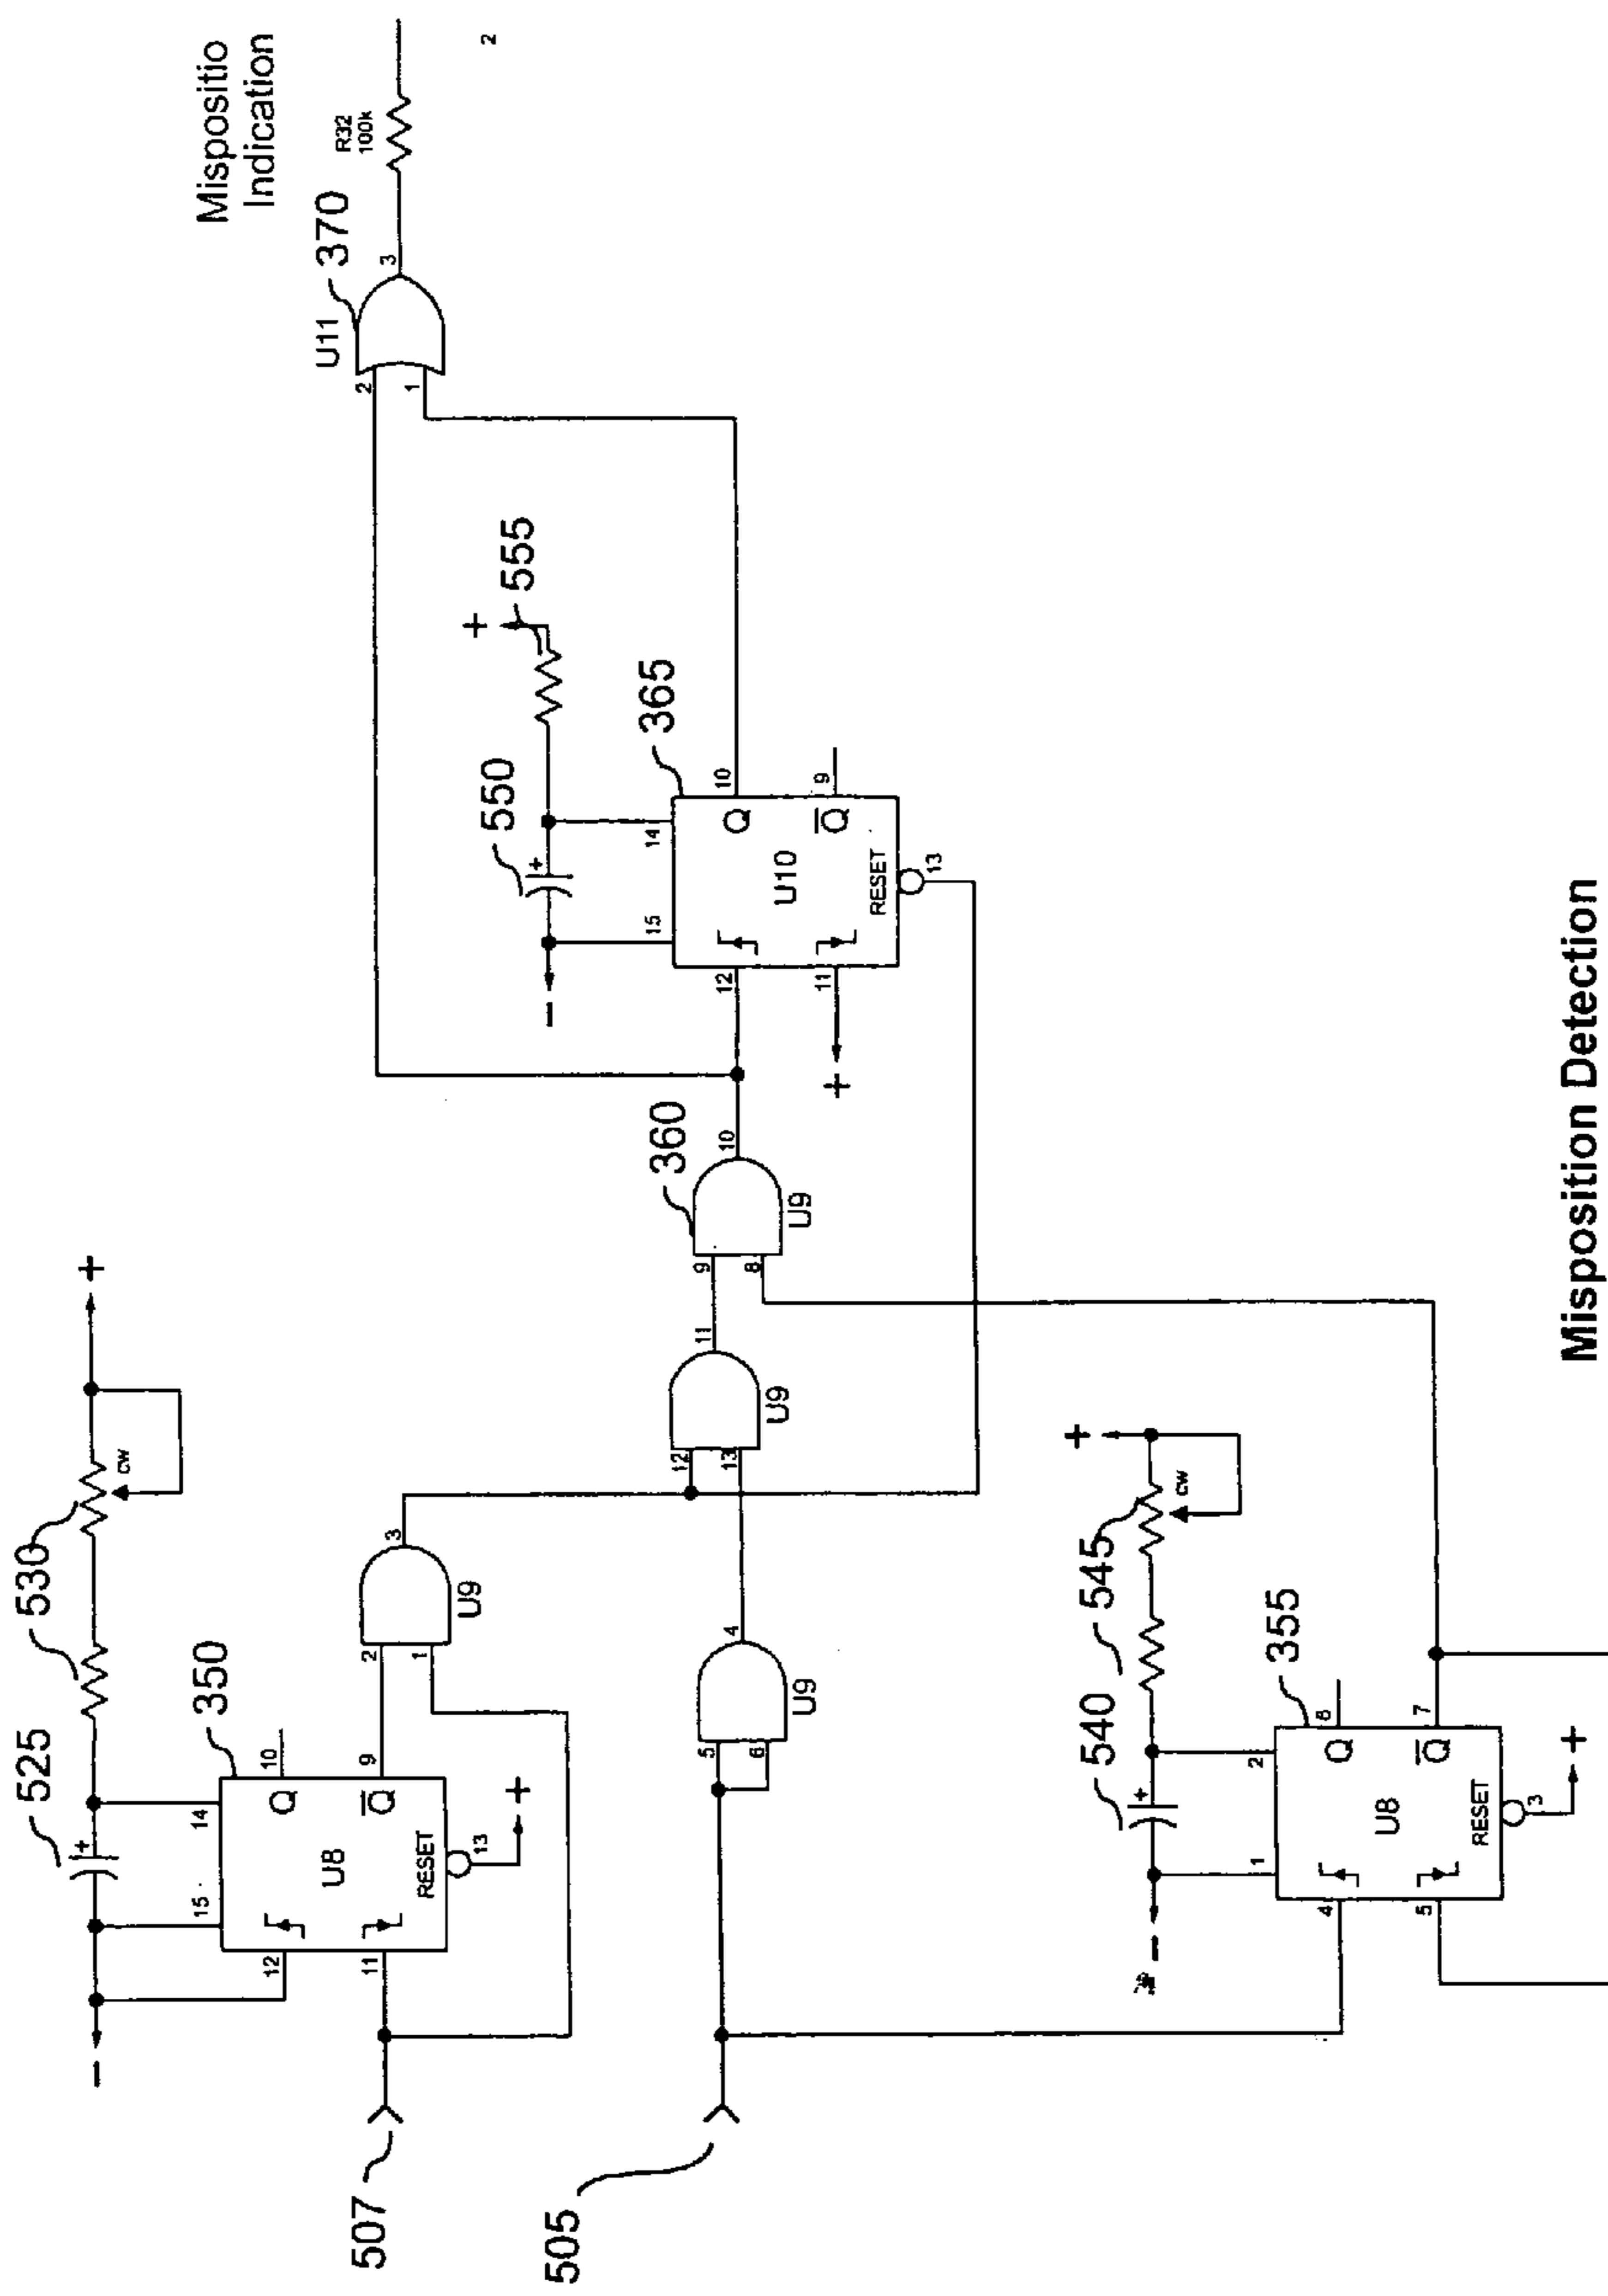 Mispositio
Indication
R32
100k
2
U11
370
3
2
1
555
+
550
+
365
14
15
10
9
Q
Q
U10
RESET
13
12
11
+
−
360
10
U9
9
8
11
U9
12
13
+
CW
530
525
+
350
14
15
10
9
Q
Q
U8
RESET
13
+
12
11
−
3
U9
2
1
4
U9
5
6
507
505
+
CW
545
540
+
355
2
1
6
7
Q
Q
U8
RESET
3
+
4
5
−
Misposition Detection